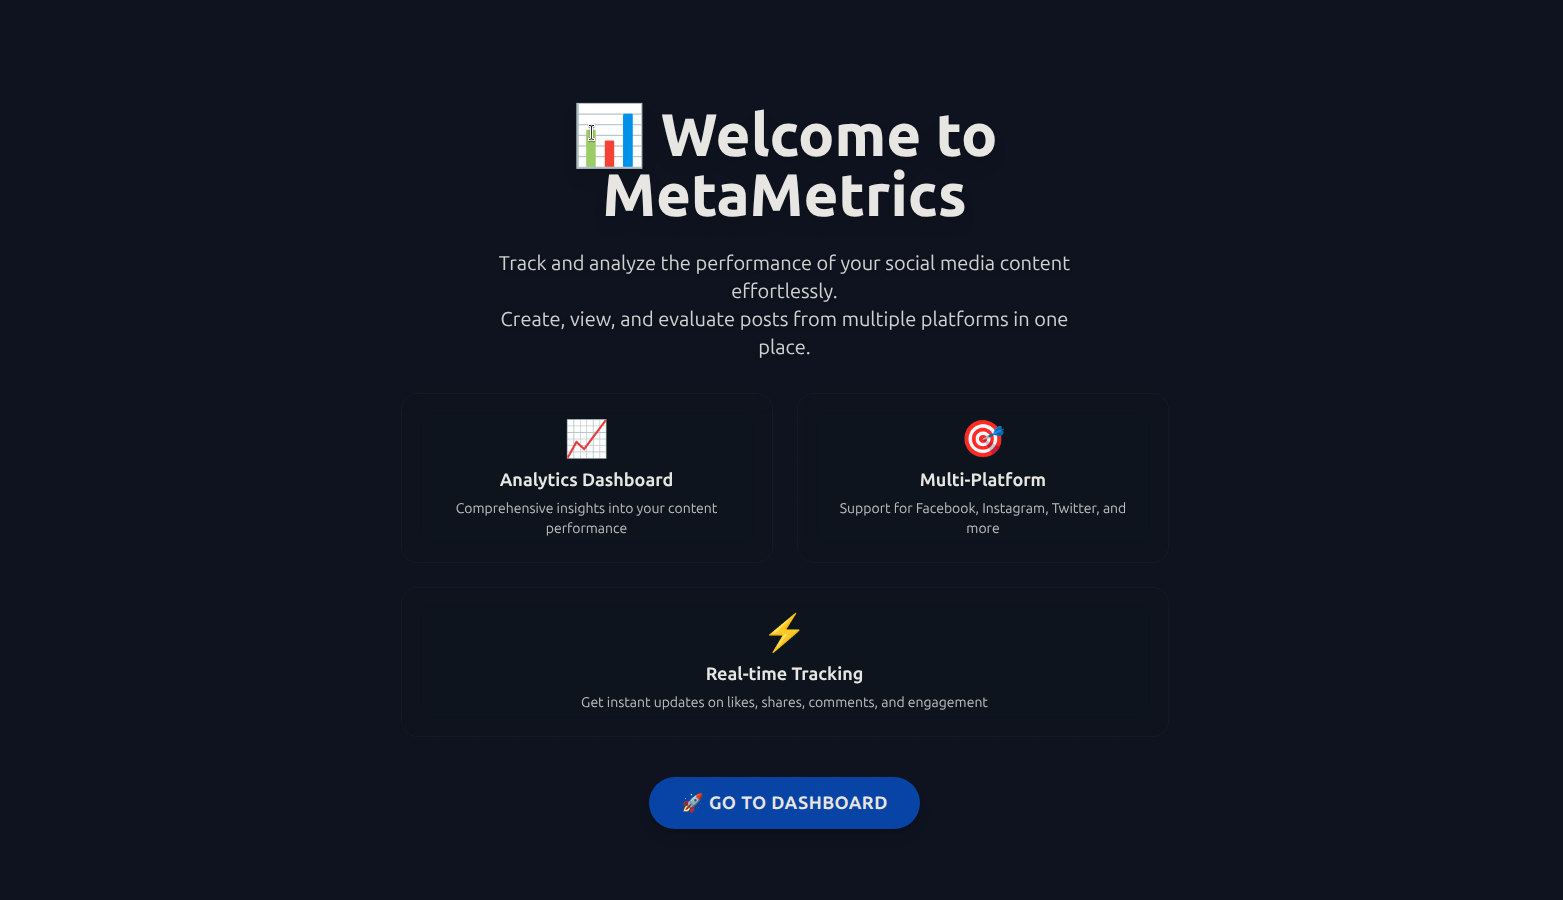 📊 Welcome to
MetaMetrics
Track and analyze the performance of your social media content
effortlessly.
Create, view, and evaluate posts from multiple platforms in one
place.
Analytics Dashboard
Comprehensive insights into your content
performance
Multi-Platform
Support for Facebook, Instagram, Twitter, and
more
Real-time Tracking
Get instant updates on likes, shares, comments, and engagement
🚀 GO TO DASHBOARD